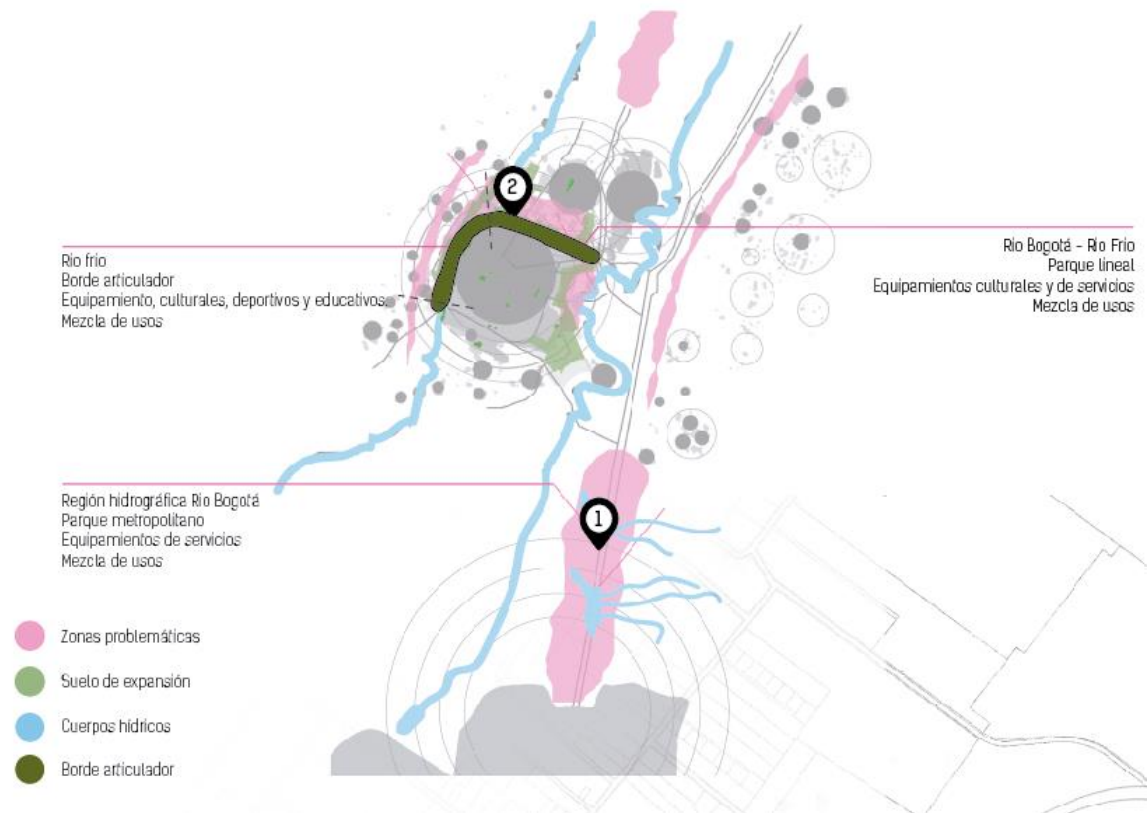 2
Rio frio
Borde articulador
Equipamiento, culturales, deportivos y educativos
Mezcla de usos
Rio Bogotá - Rio Frio
Parque lineal
Equipamientos culturales y de servicios
Mezcla de usos
Región hidrográfica Rio Bogotá
Parque metropolitano
Equipamientos de servicios
Mezcla de usos
1
Zonas problemáticas
Suelo de expansión
Cuerpos hídricos
Borde articulador